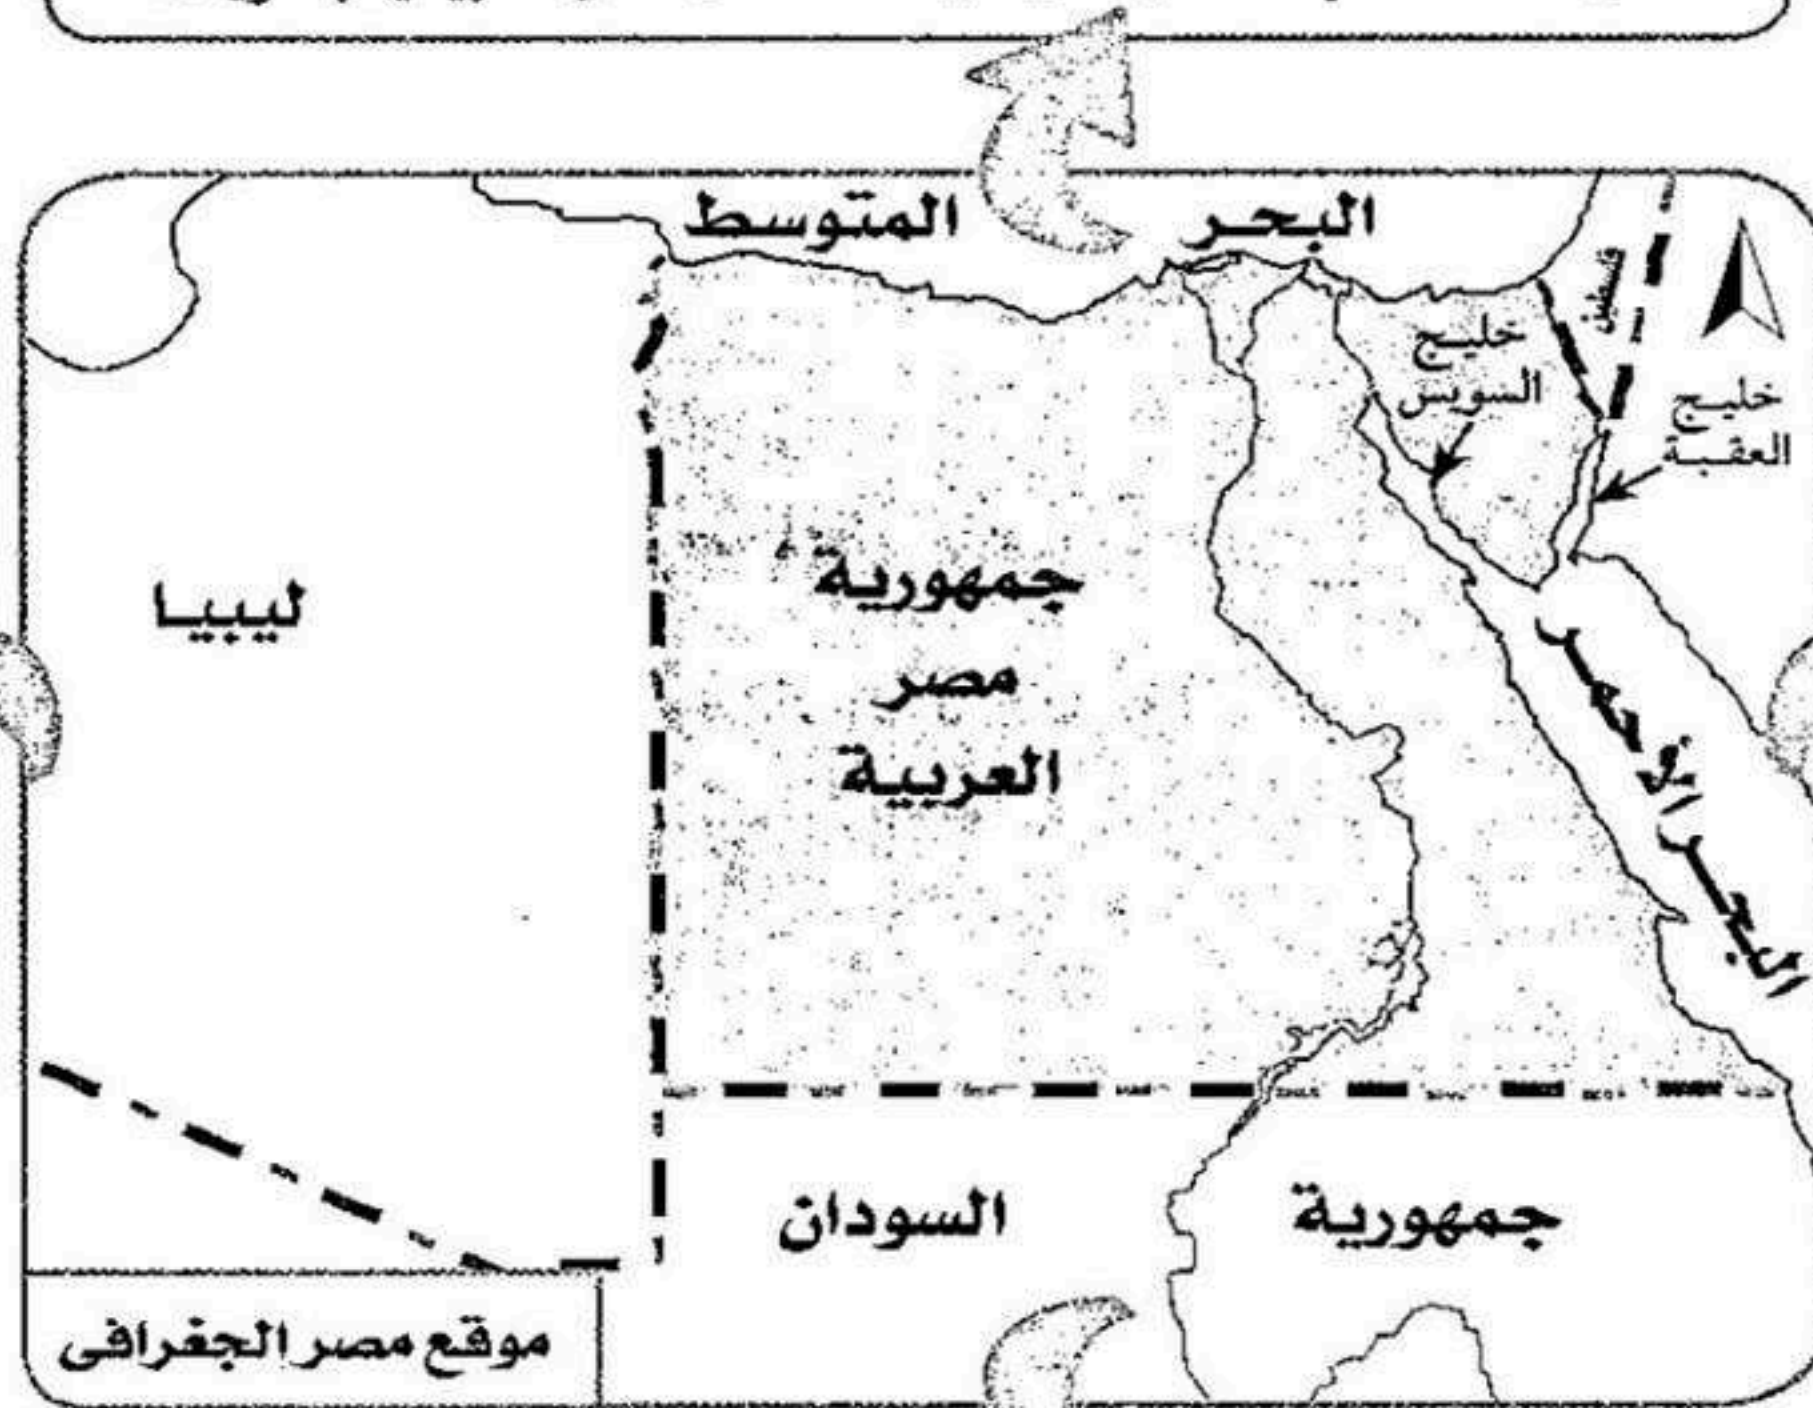 البحر المتوسط
فلسطين
خليج
السويس
خليج
العقبة
ليبيا
جمهورية
مصر
العربية
البحر الأحمر
جمهورية السودان
موقع مصر الجغرافى